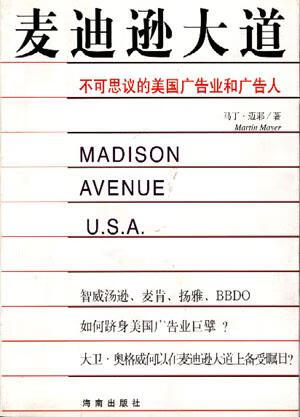 麦迪逊大道
不可思议的美国广告业和广告人
马丁·迈耶/著
Martin Mayer
MADISON
AVENUE
U.S.A.
智威汤逊、麦肯、扬雅、BBDO
如何跻身美国广告业巨擘？
大卫·奥格威何以在麦迪逊大道上备受瞩目?
海南出版社